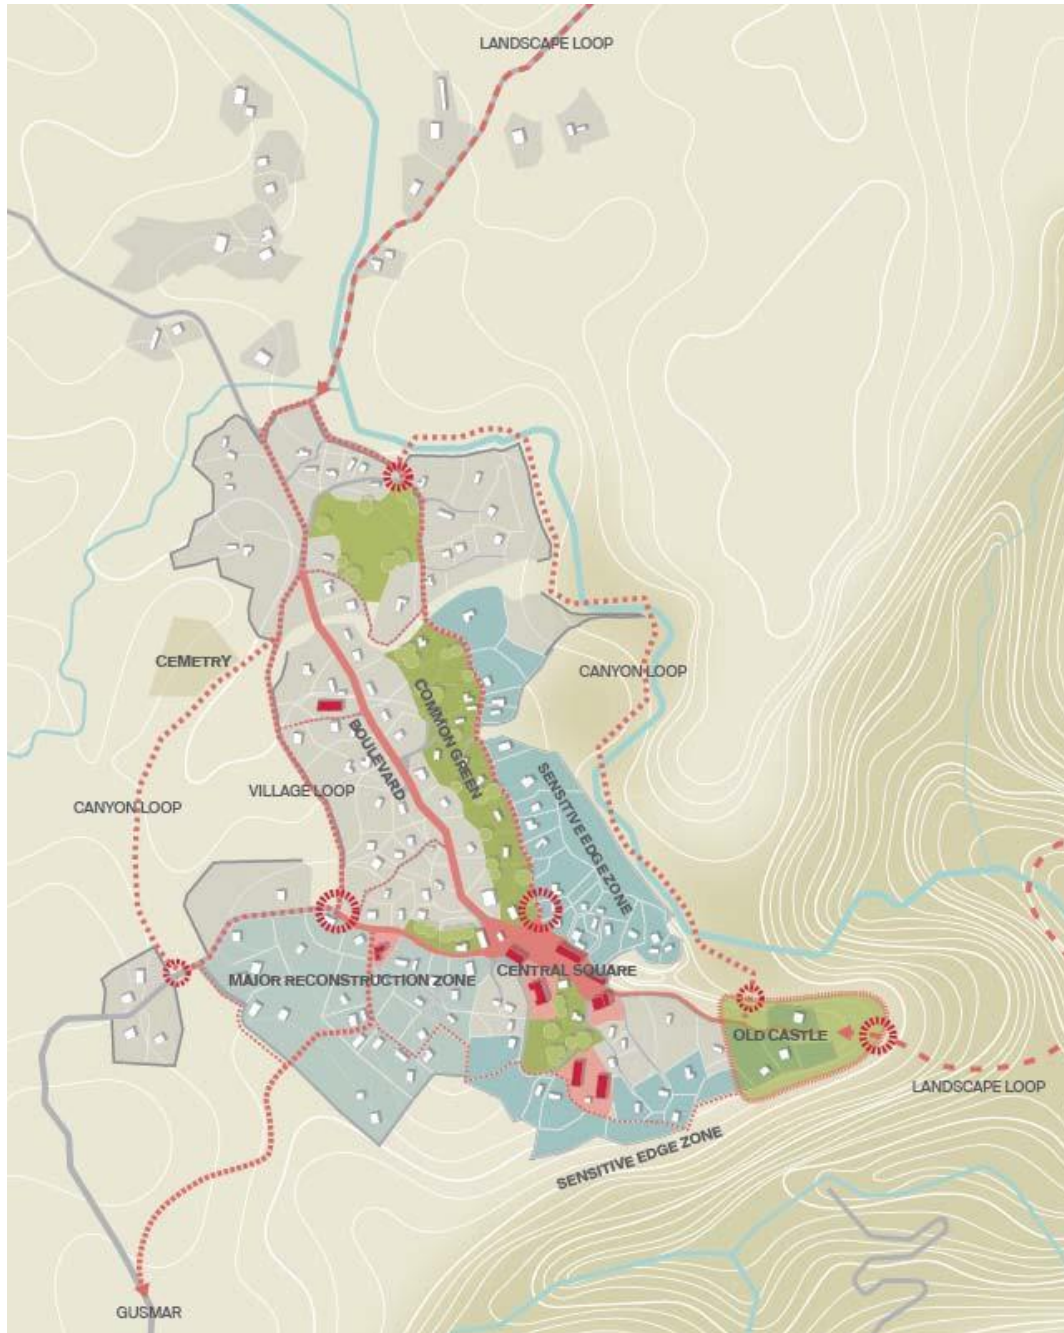 LANDSCAPE LOOP
CEMETRY
CANYON LOOP
COMMON GREEN
BOULEVARD
SENSITIVE EDGE ZONE
VILLAGE LOOP
CANYON LOOP
CENTRAL SQUARE
MAJOR RECONSTRUCTION ZONE
OLD CASTLE
LANDSCAPE LOOP
SENSITIVE EDGE ZONE
GUSMAR